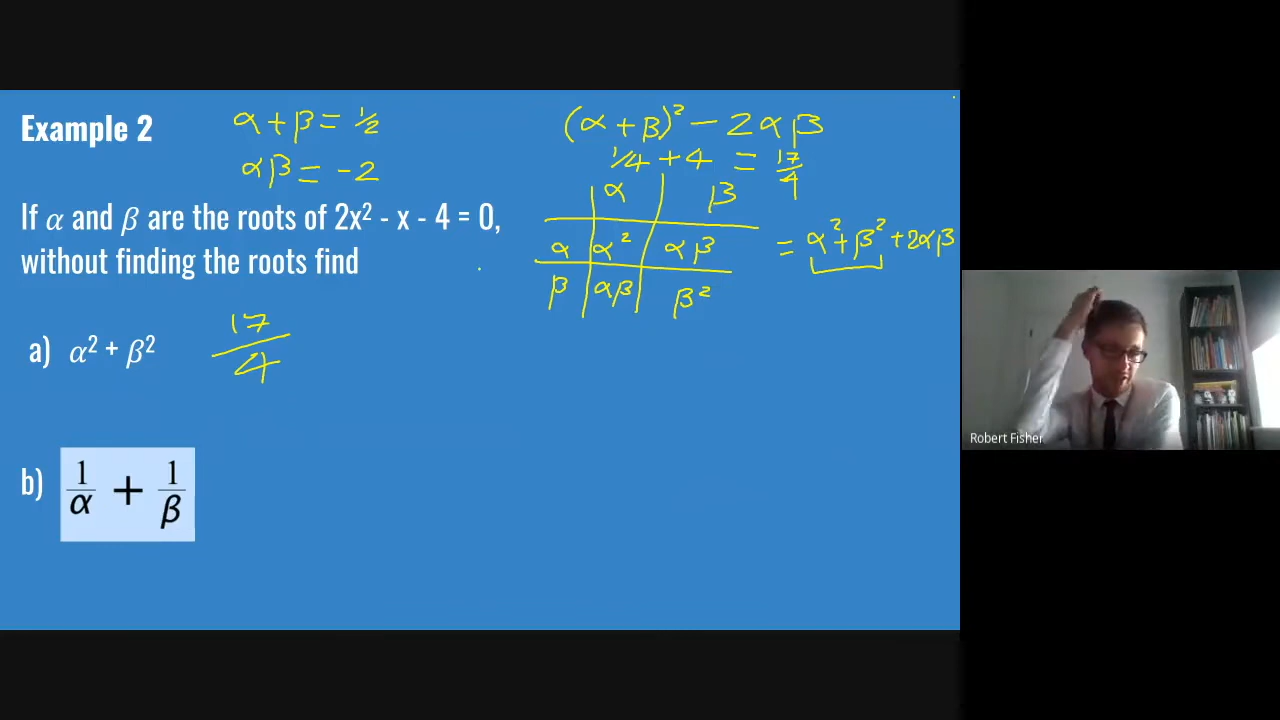 Example 2
α + β = 1/2
αβ = -2
If α and β are the roots of 2x² - x - 4 = 0,
without finding the roots find
a) α² + β²
17/4
b) 1/α + 1/β
(α + β)² - 2αβ
1/4 + 4 = 17/4
α β
α α² αβ
β αβ β²
= α² + β² + 2αβ
Robert Fisher